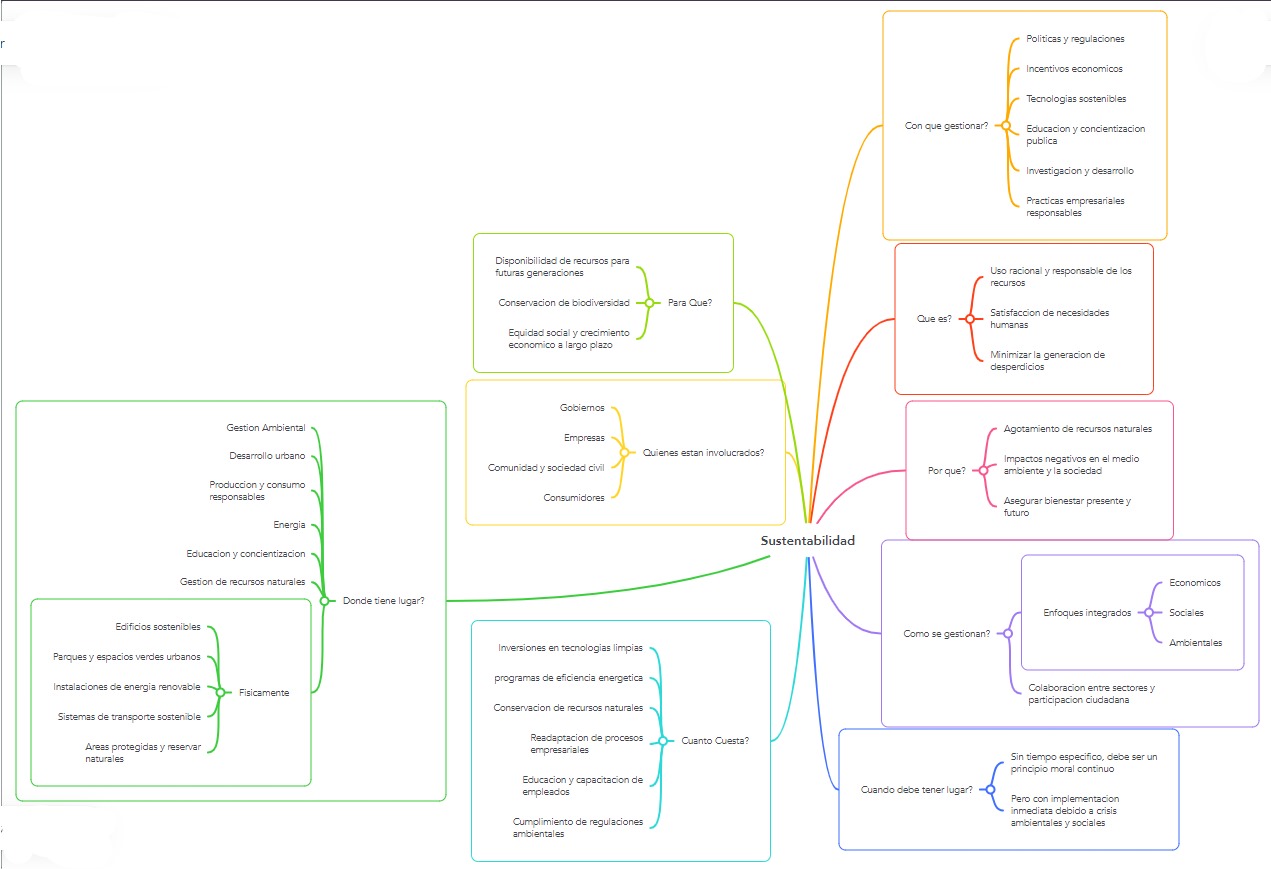 r
Politicas y regulaciones
Incentivos economicos
Tecnologias sostenibles
Con que gestionar?
Educacion y concientizacion
publica
Investigacion y desarrollo
Practicas empresariales
responsables
Disponibilidad de recursos para
futuras generaciones
Conservacion de biodiversidad
Para Que?
Equidad social y crecimiento
economico a largo plazo
Uso racional y responsable de los
recursos
Que es?
Satisfaccion de necesidades
humanas
Minimizar la generacion de
desperdicios
Gobiernos
Empresas
Quienes estan involucrados?
Comunidad y sociedad civil
Consumidores
Agotamiento de recursos naturales
Por que?
Impactos negativos en el medio
ambiente y la sociedad
Asegurar bienestar presente y
futuro
Sustentabilidad
Gestion Ambiental
Desarrollo urbano
Produccion y consumo
responsables
Energia
Educacion y concientizacion
Gestion de recursos naturales
Donde tiene lugar?
Edificios sostenibles
Parques y espacios verdes urbanos
Instalaciones de energia renovable
Fisicamente
Sistemas de transporte sostenible
Areas protegidas y reservar
naturales
Economicos
Enfoques integrados
Sociales
Ambientales
Como se gestionan?
Colaboracion entre sectores y
participacion ciudadana
Inversiones en tecnologias limpias
programas de eficiencia energetica
Conservacion de recursos naturales
Readaptacion de procesos
empresariales
Cuanto Cuesta?
Educacion y capacitacion de
empleados
Cumplimiento de regulaciones
ambientales
Sin tiempo especifico, debe ser un
principio moral continuo
Cuando debe tener lugar?
Pero con implementacion
inmediata debido a crisis
ambientales y sociales